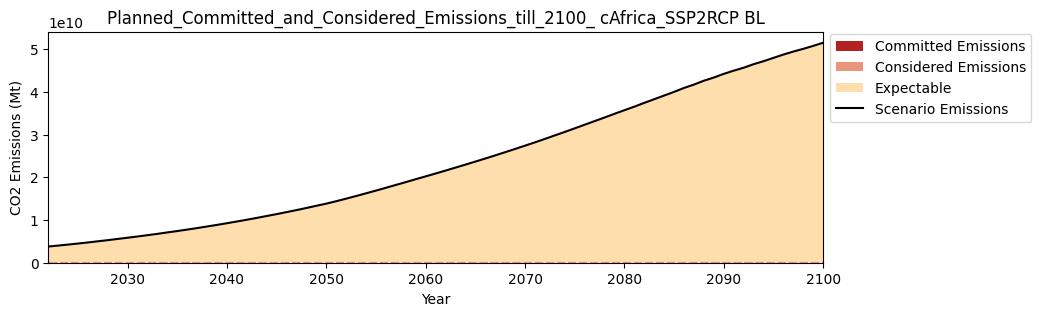 Planned_Committed_and_Considered_Emissions_till_2100_ cAfrica_SSP2RCP BL
1e10
Committed Emissions
Considered Emissions
Expectable
Scenario Emissions
CO2 Emissions (Mt)
5
4
3
2
1
0
2030 2040 2050 2060 2070 2080 2090 2100
Year